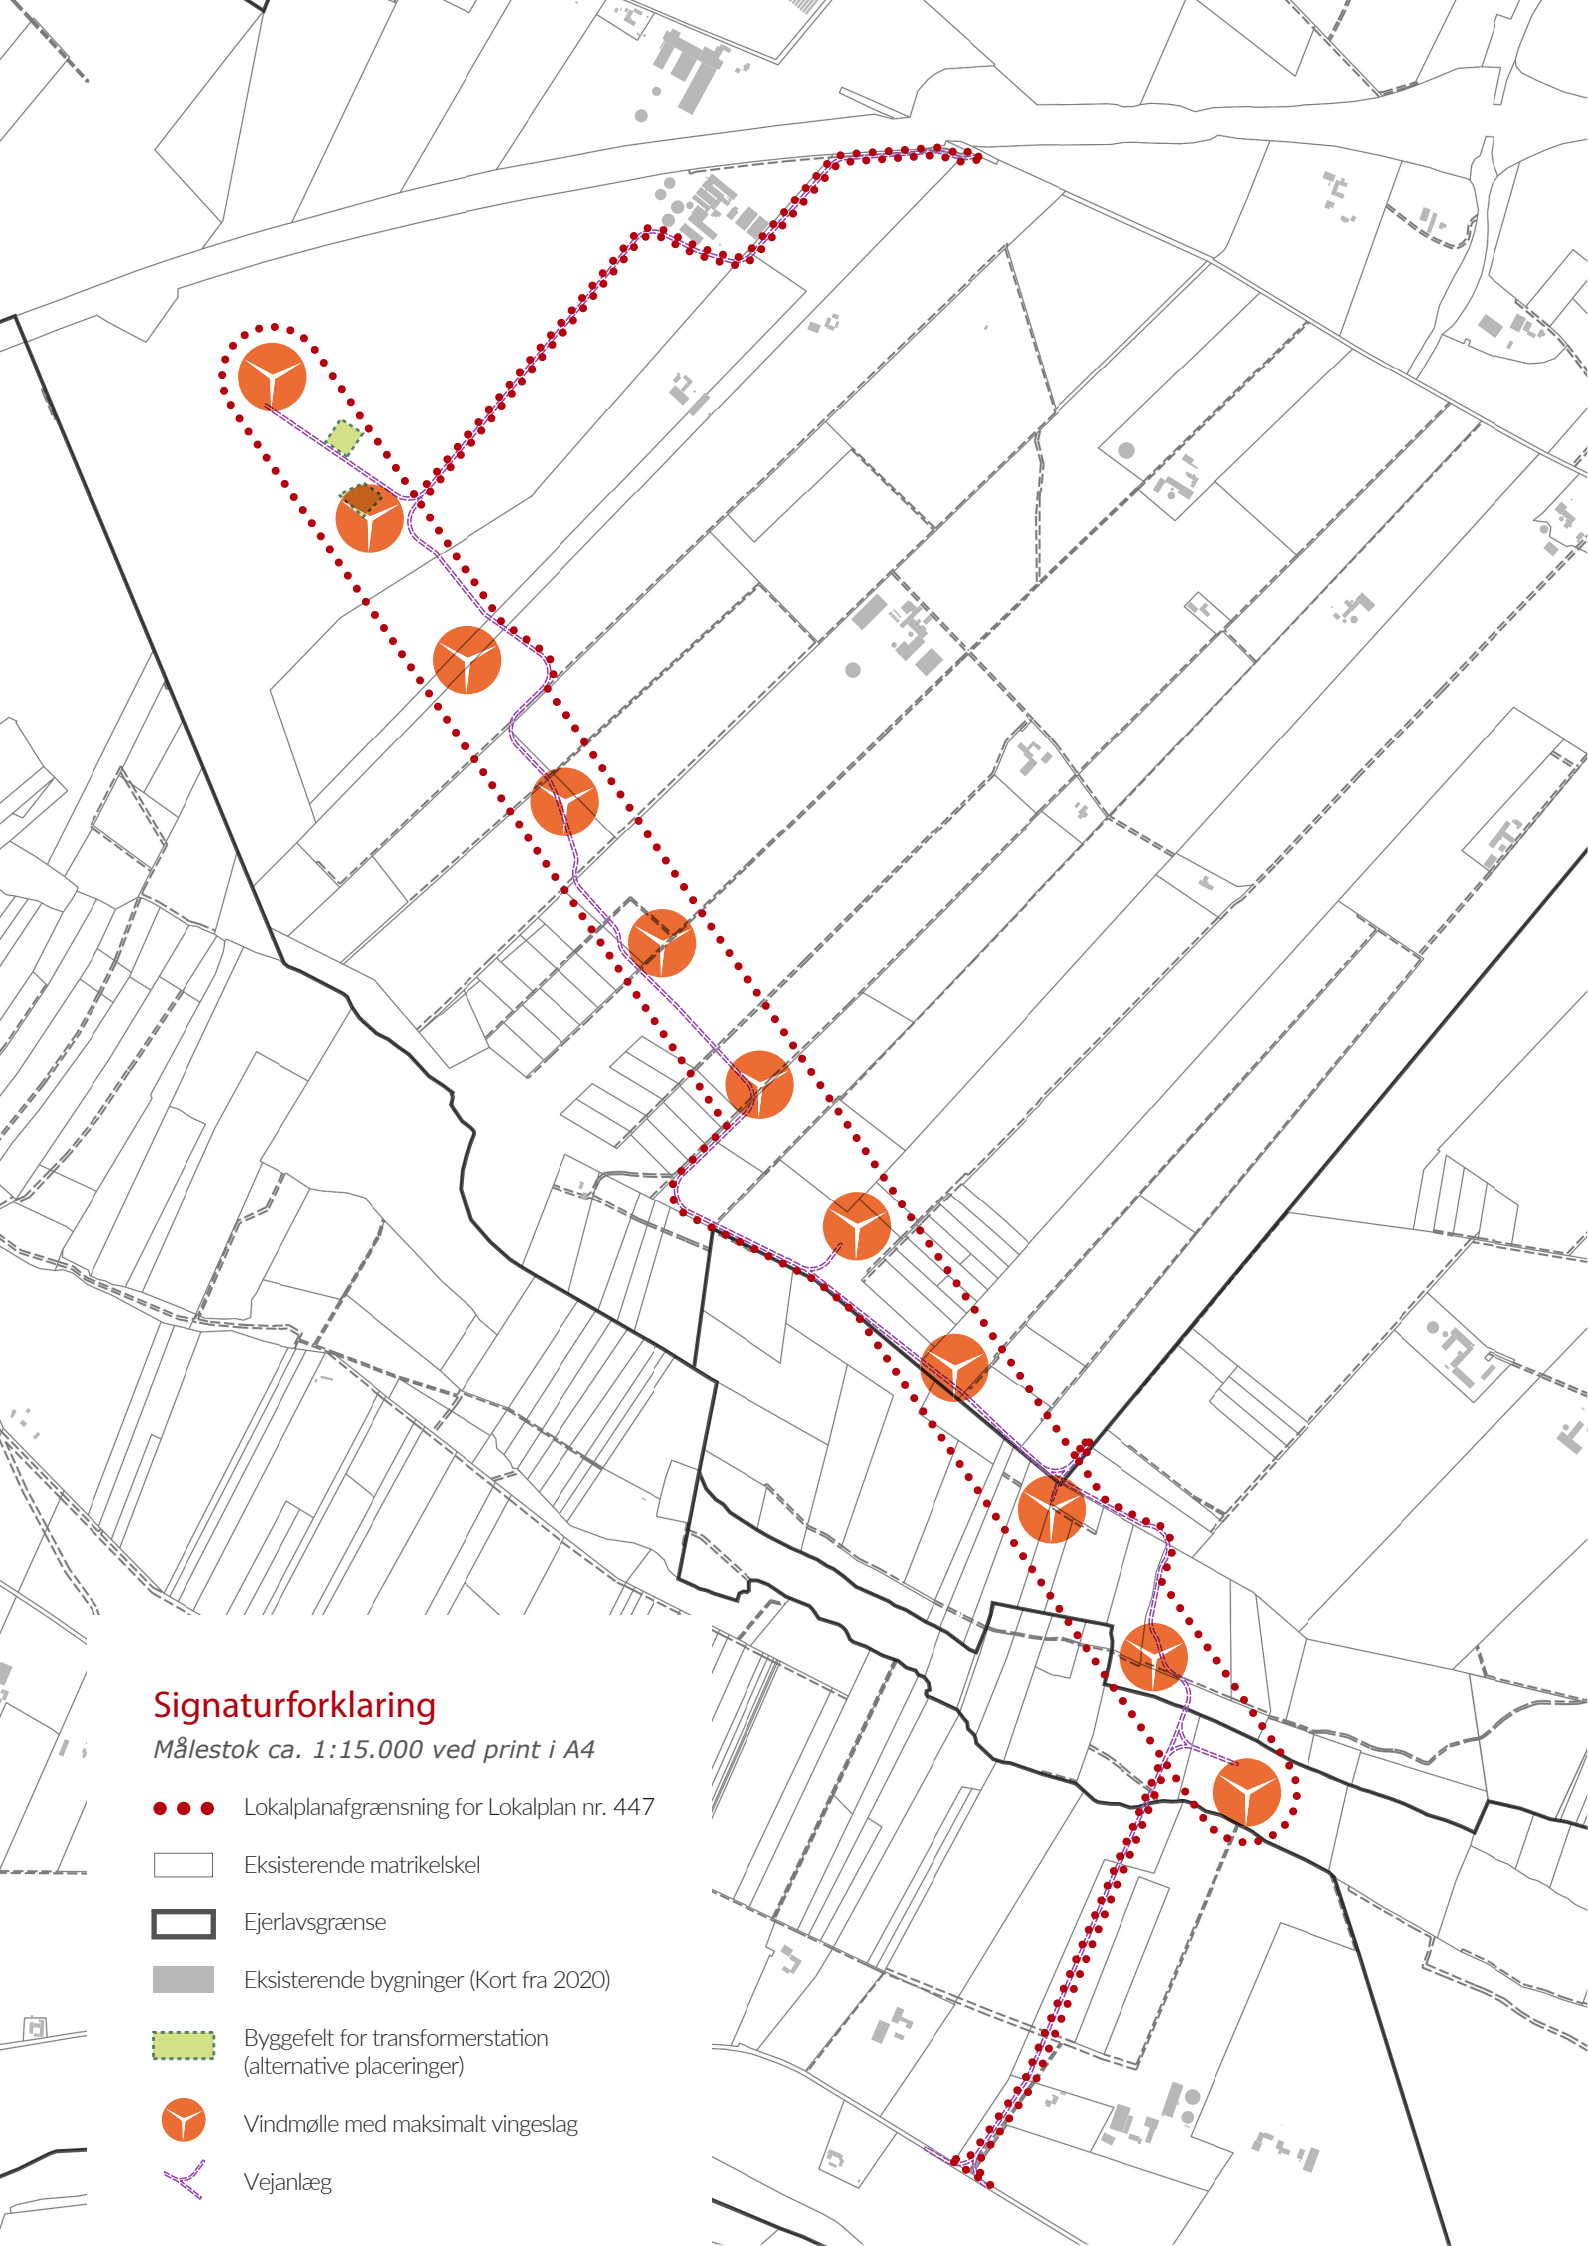 Signaturforklaring
Målestok ca. 1:15.000 ved print i A4
Lokalplanafgrænsning for Lokalplan nr. 447
Eksisterende matrikelskel
Ejerlavsgrænse
Eksisterende bygninger (Kort fra 2020)
Byggefelt for transformerstation
(alternative placeringer)
Vindmølle med maksimalt vingeslag
Vejanlæg